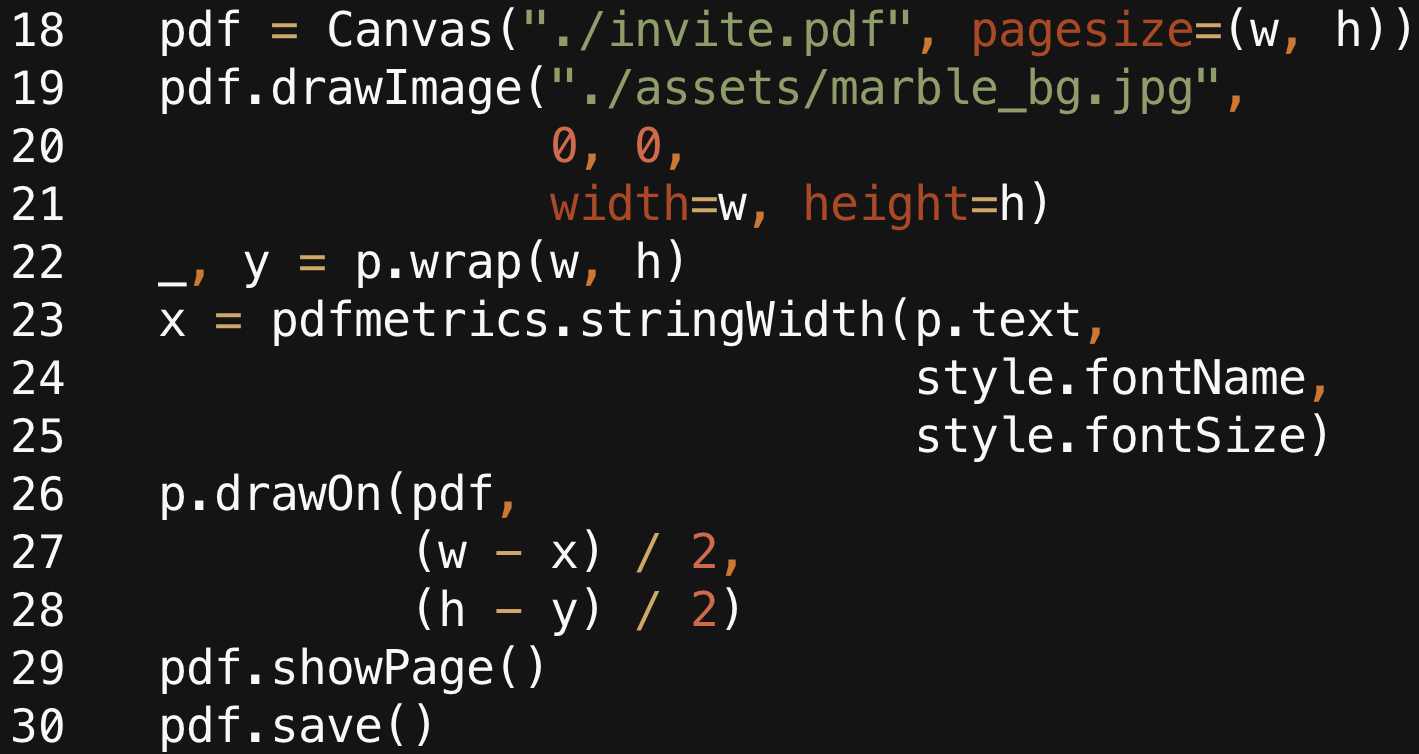 18 pdf = Canvas("./invite.pdf", pagesize=(w, h))
19 pdf.drawImage("./assets/marble_bg.jpg",
20 0, 0,
21 width=w, height=h)
22 _, y = p.wrap(w, h)
23 x = pdfmetrics.stringWidth(p.text,
24 style.fontName,
25 style.fontSize)
26 p.drawOn(pdf,
27 (w - x) / 2,
28 (h - y) / 2)
29 pdf.showPage()
30 pdf.save()